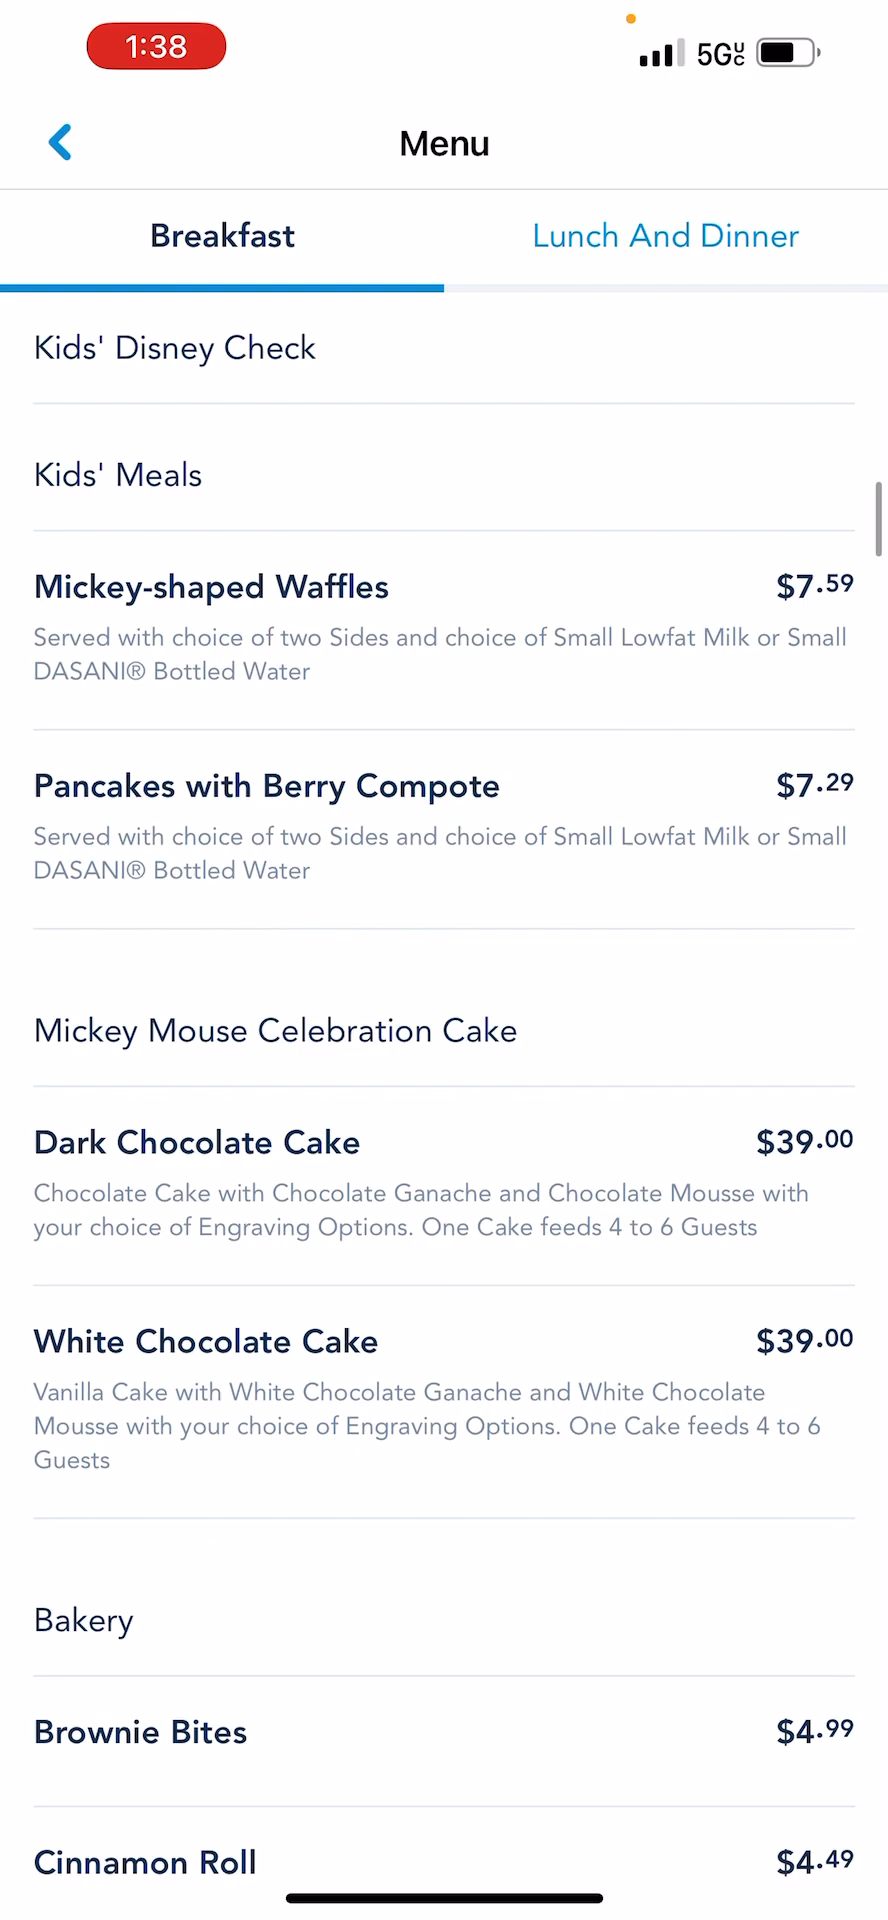 1:38
5GUC
Menu
Breakfast
Lunch And Dinner
Kids' Disney Check
Kids' Meals
Mickey-shaped Waffles $7.59
Served with choice of two Sides and choice of Small Lowfat Milk or Small
DASANI® Bottled Water
Pancakes with Berry Compote $7.29
Served with choice of two Sides and choice of Small Lowfat Milk or Small
DASANI® Bottled Water
Mickey Mouse Celebration Cake
Dark Chocolate Cake $39.00
Chocolate Cake with Chocolate Ganache and Chocolate Mousse with
your choice of Engraving Options. One Cake feeds 4 to 6 Guests
White Chocolate Cake $39.00
Vanilla Cake with White Chocolate Ganache and White Chocolate
Mousse with your choice of Engraving Options. One Cake feeds 4 to 6
Guests
Bakery
Brownie Bites $4.99
Cinnamon Roll $4.49